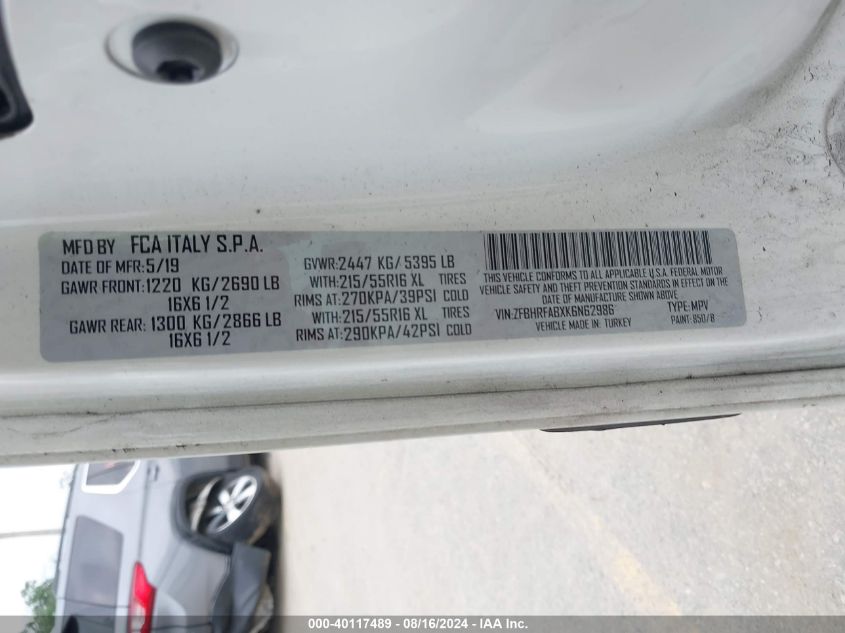 MFD BY FCA ITALY S.P.A.
DATE OF MFR:5/19
GAWR FRONT:1220 KG/2690 LB
16X6 1/2
GAWR REAR: 1300 KG/2866 LB
16X6 1/2
GVWR:2447 KG/ 5395 LB
WITH:215/55R16 XL TIRES
RIMS AT:270KPA/39PSI COLD
WITH:215/55R16 XL TIRES
RIMS AT:290KPA/42PSI COLD
THIS VEHICLE CONFORMS TO ALL APPLICABLE U.S.A. FEDERAL MOTOR
VEHICLE SAFETY AND THEFT PREVENTION STANDARDS IN EFFECT ON THE
DATE OF MANUFACTURE SHOWN ABOVE.
VIN:ZFBHRFABXK6N62986 TYPE: MPV
VEHICLE MADE IN: TURKEY PAINT: 850/B
000-40117489 - 08/16/2024 - IAA Inc.